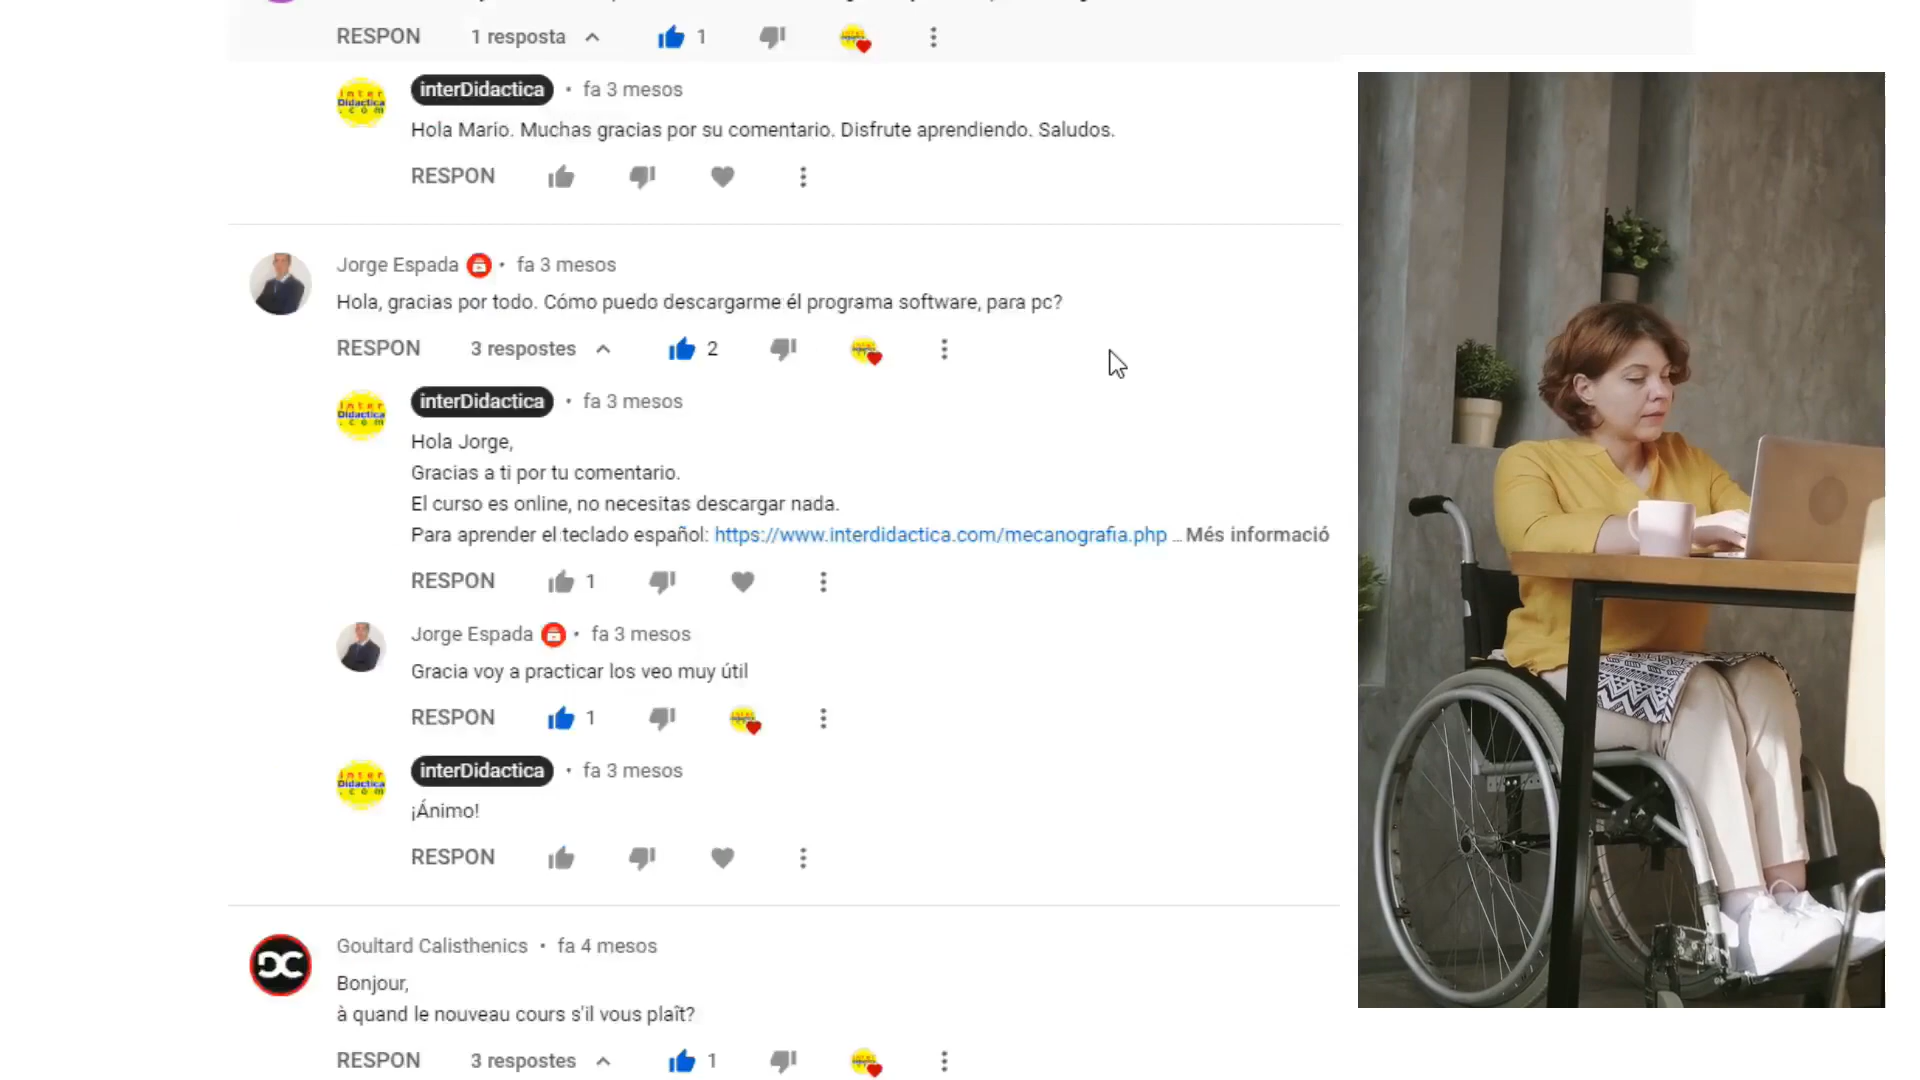 RESPON 1 resposta 1
interDidactica • fa 3 mesos
Hola Mario. Muchas gracias por su comentario. Disfrute aprendiendo. Saludos.
RESPON
Jorge Espada • fa 3 mesos
Hola, gracias por todo. Cómo puedo descargarme él programa software, para pc?
RESPON 3 respostes 2
interDidactica • fa 3 mesos
Hola Jorge,
Gracias a ti por tu comentario.
El curso es online, no necesitas descargar nada.
Para aprender el teclado español: https://www.interdidactica.com/mecanografia.php ... Més informació
RESPON 1
Jorge Espada • fa 3 mesos
Gracia voy a practicar los veo muy útil
RESPON 1
interDidactica • fa 3 mesos
¡Ánimo!
RESPON
Goultard Calisthenics • fa 4 mesos
Bonjour,
à quand le nouveau cours s'il vous plaît?
RESPON 3 respostes 1